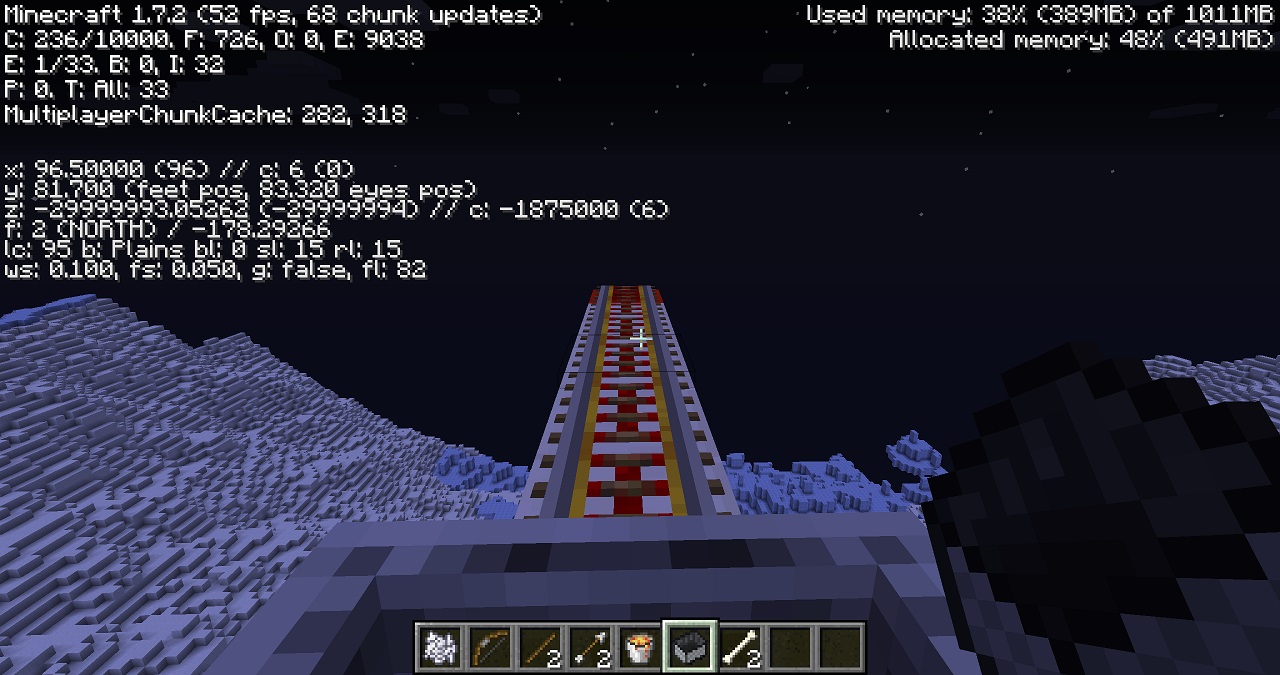 Minecraft 1.7.2 (52 fps, 68 chunk updates)
Used memory: 38% (389MB) of 1011MB
C: 236/10000. F: 726, O: 0, E: 9038
Allocated memory: 48% (491MB)
E: 1/33. B: 0, I: 32
P: 0. T: All: 33
MultiplayerChunkCache: 282, 318
x: 96.50000 (96) // c: 6 (0)
y: 81.700 (feet pos, 83.320 eyes pos)
z: -29999993.05262 (-29999994) // c: -1875000 (6)
f: 2 (NORTH) / -178.29266
lc: 95 b: Plains bl: 0 sl: 15 rl: 15
ws: 0.100, fs: 0.050, g: false, fl: 82
2 2 2